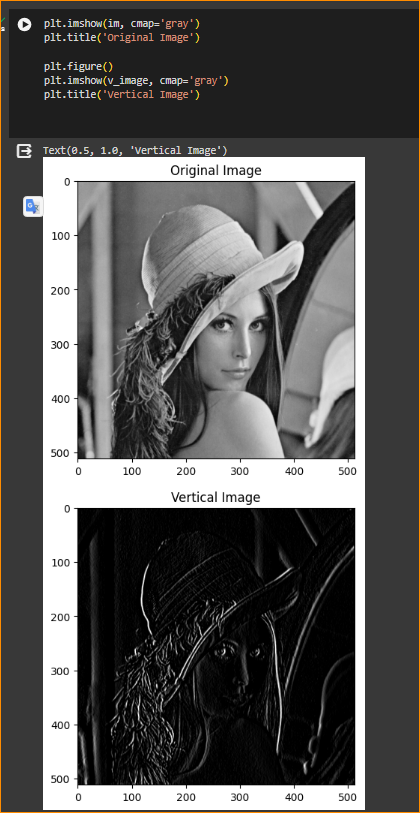 plt.imshow(im, cmap='gray')
plt.title('Original Image')
plt.figure()
plt.imshow(v_image, cmap='gray')
plt.title('Vertical Image')
Text(0.5, 1.0, 'Vertical Image')
Original Image
0
100
200
300
400
500
0 100 200 300 400 500
Vertical Image
0
100
200
300
400
500
0 100 200 300 400 500